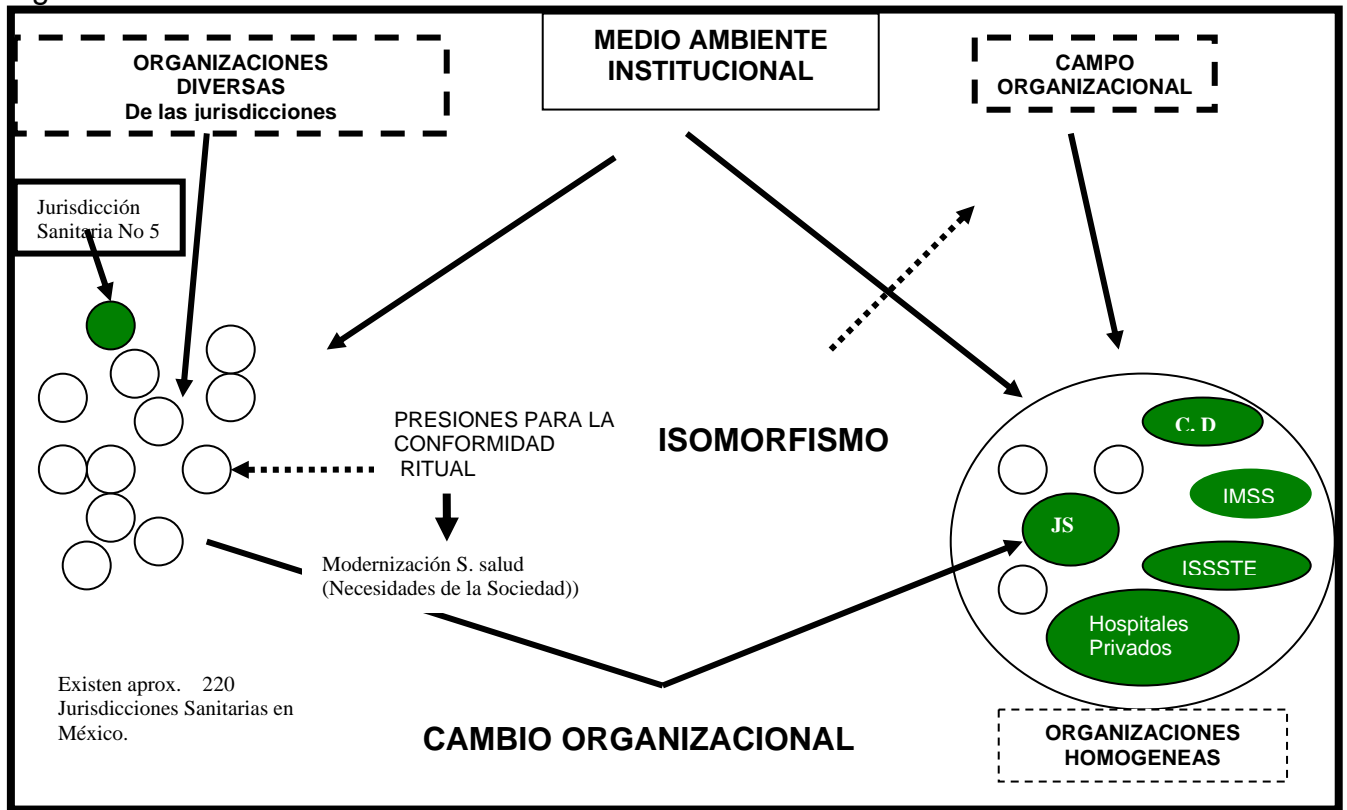 ORGANIZACIONES
DIVERSAS
De las jurisdicciones
MEDIO AMBIENTE
INSTITUCIONAL
CAMPO
ORGANIZACIONAL
Jurisdicción
Sanitaria No 5
PRESIONES PARA LA
CONFORMIDAD
RITUAL
ISOMORFISMO
Modernización S. salud
(Necesidades de la Sociedad))
C. D
IMSS
JS
ISSSTE
Hospitales
Privados
Existen aprox. 220
Jurisdicciones Sanitarias en
México.
CAMBIO ORGANIZACIONAL
ORGANIZACIONES
HOMOGENEAS